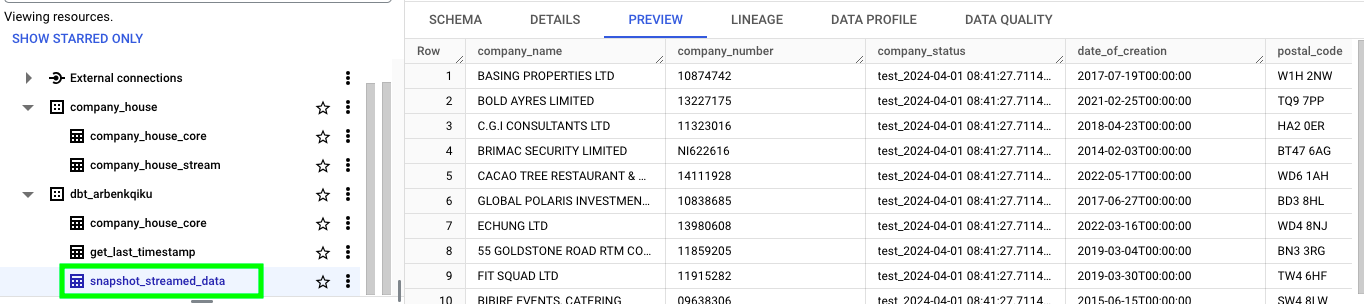 Viewing resources.
SHOW STARRED ONLY
External connections
company_house
company_house_core
company_house_stream
dbt_arbenkqiku
company_house_core
get_last_timestamp
snapshot_streamed_data
SCHEMA DETAILS PREVIEW LINEAGE DATA PROFILE DATA QUALITY
Row company_name company_number company_status date_of_creation postal_code
1 BASING PROPERTIES LTD 10874742 test_2024-04-01 08:41:27.7114... 2017-07-19T00:00:00 W1H 2NW
2 BOLD AYRES LIMITED 13227175 test_2024-04-01 08:41:27.7114... 2021-02-25T00:00:00 TQ9 7PP
3 C.G.I CONSULTANTS LTD 11323016 test_2024-04-01 08:41:27.7114... 2018-04-23T00:00:00 HA2 0ER
4 BRIMAC SECURITY LIMITED NI622616 test_2024-04-01 08:41:27.7114... 2014-02-03T00:00:00 BT47 6AG
5 CACAO TREE RESTAURANT & ... 14111928 test_2024-04-01 08:41:27.7114... 2022-05-17T00:00:00 WD6 1AH
6 GLOBAL POLARIS INVESTMEN... 10838685 test_2024-04-01 08:41:27.7114... 2017-06-27T00:00:00 BD3 8HL
7 ECHUNG LTD 13980608 test_2024-04-01 08:41:27.7114... 2022-03-16T00:00:00 WD4 8NJ
8 55 GOLDSTONE ROAD RTM CO... 11859205 test_2024-04-01 08:41:27.7114... 2019-03-04T00:00:00 BN3 3RG
9 FIT SQUAD LTD 11915282 test_2024-04-01 08:41:27.7114... 2019-03-30T00:00:00 TW4 6HF
10 BIBIRE EVENTS, CATERING 09638306 test_2024-04-01 08:41:27.7114... 2015-06-15T00:00:00 SW4 8LW